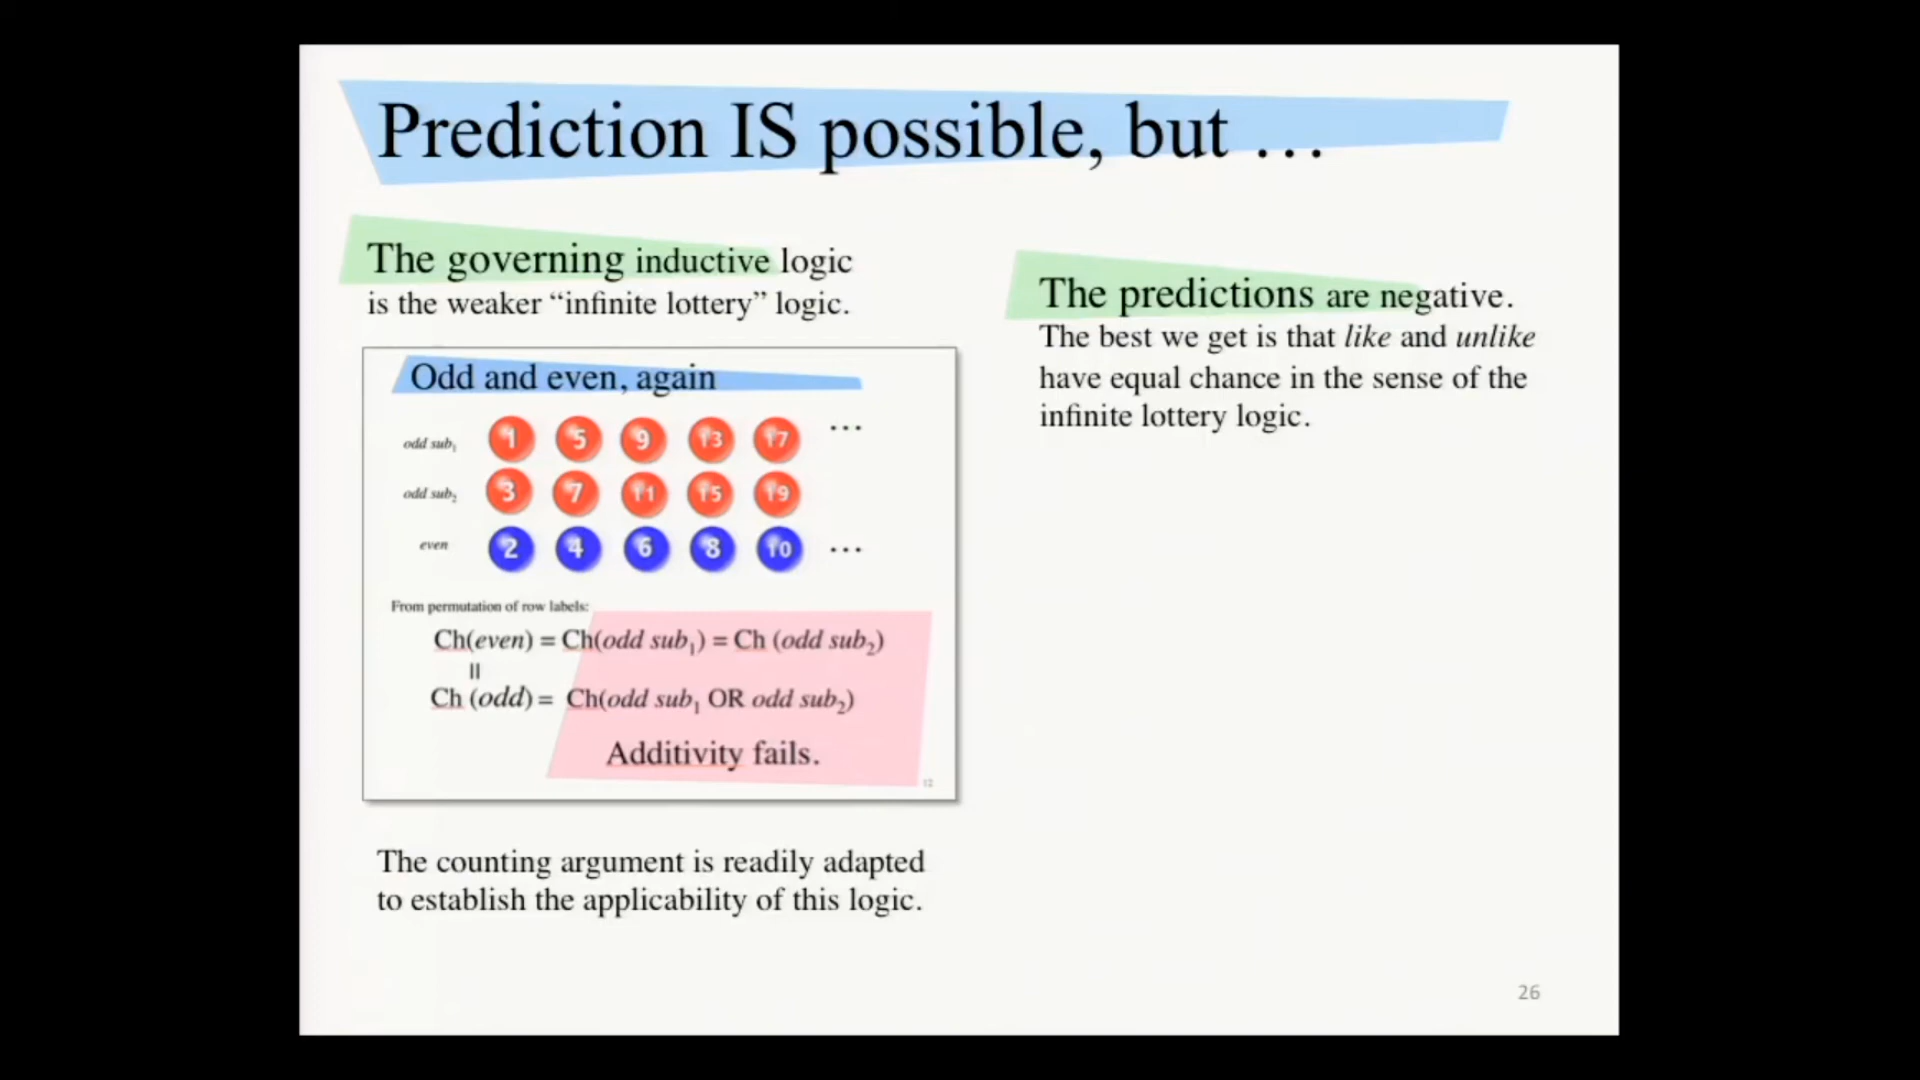 Prediction IS possible, but …
The governing inductive logic
is the weaker “infinite lottery” logic.
Odd and even, again
odd sub₁ 1 5 9 13 17 …
odd sub₂ 3 7 11 15 19
even 2 4 6 8 10 …
From permutation of row labels:
Ch(even) = Ch(odd sub₁) = Ch (odd sub₂)
=
Ch (odd) = Ch(odd sub₁ OR odd sub₂)
Additivity fails.
12
The counting argument is readily adapted
to establish the applicability of this logic.
The predictions are negative.
The best we get is that like and unlike
have equal chance in the sense of the
infinite lottery logic.
26